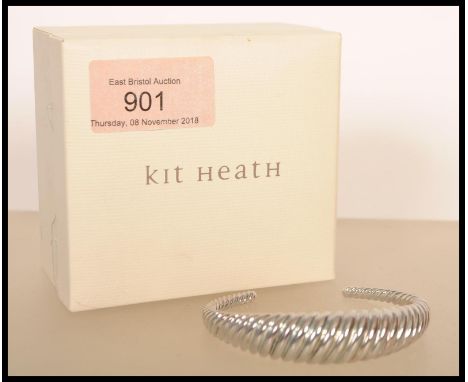 East Bristol Auction
901
Thursday, 08 November 2018
KIT HeatH